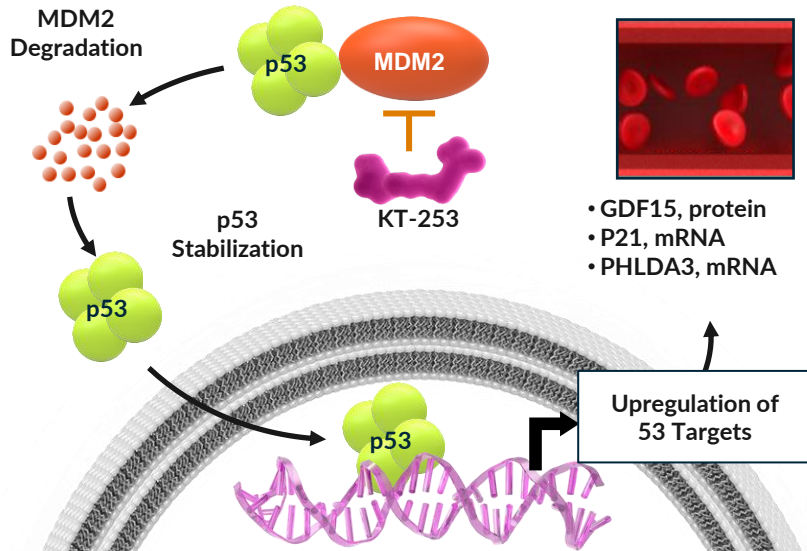 MDM2
Degradation
p53
MDM2
KT-253
p53
Stabilization
p53
• GDF15, protein
• P21, mRNA
• PHLDA3, mRNA
p53
Upregulation of
53 Targets